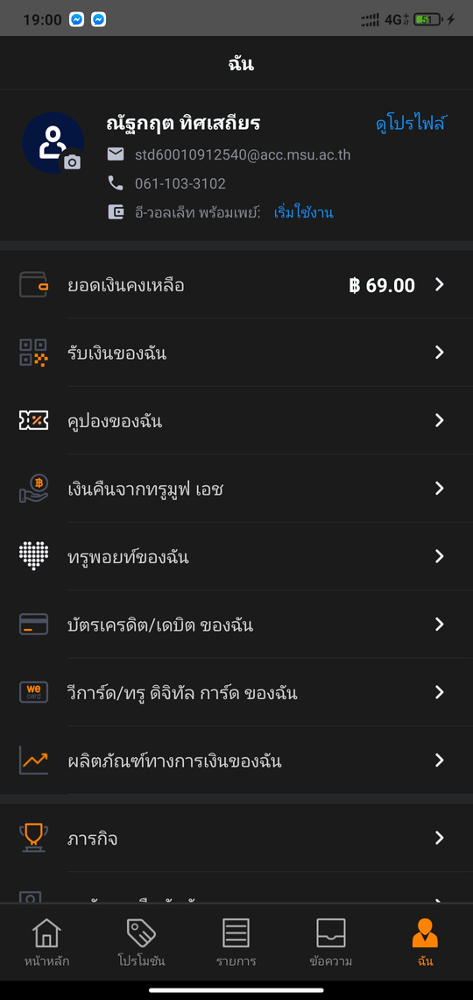 19:00
4G 51
ฉัน
ณัฐกฤต ทิศเสถียร
ดูโปรไฟล์
std60010912540@acc.msu.ac.th
061-103-3102
อี-วอลเล็ท พร้อมเพย์: เริ่มใช้งาน
ยอดเงินคงเหลือ ฿ 69.00
รับเงินของฉัน
คูปองของฉัน
เงินคืนจากทรูมูฟ เอช
ทรูพอยท์ของฉัน
บัตรเครดิต/เดบิต ของฉัน
we card
วีการ์ด/ทรู ดิจิทัล การ์ด ของฉัน
ผลิตภัณฑ์ทางการเงินของฉัน
ภารกิจ
หน้าหลัก
โปรโมชัน
รายการ
ข้อความ
ฉัน